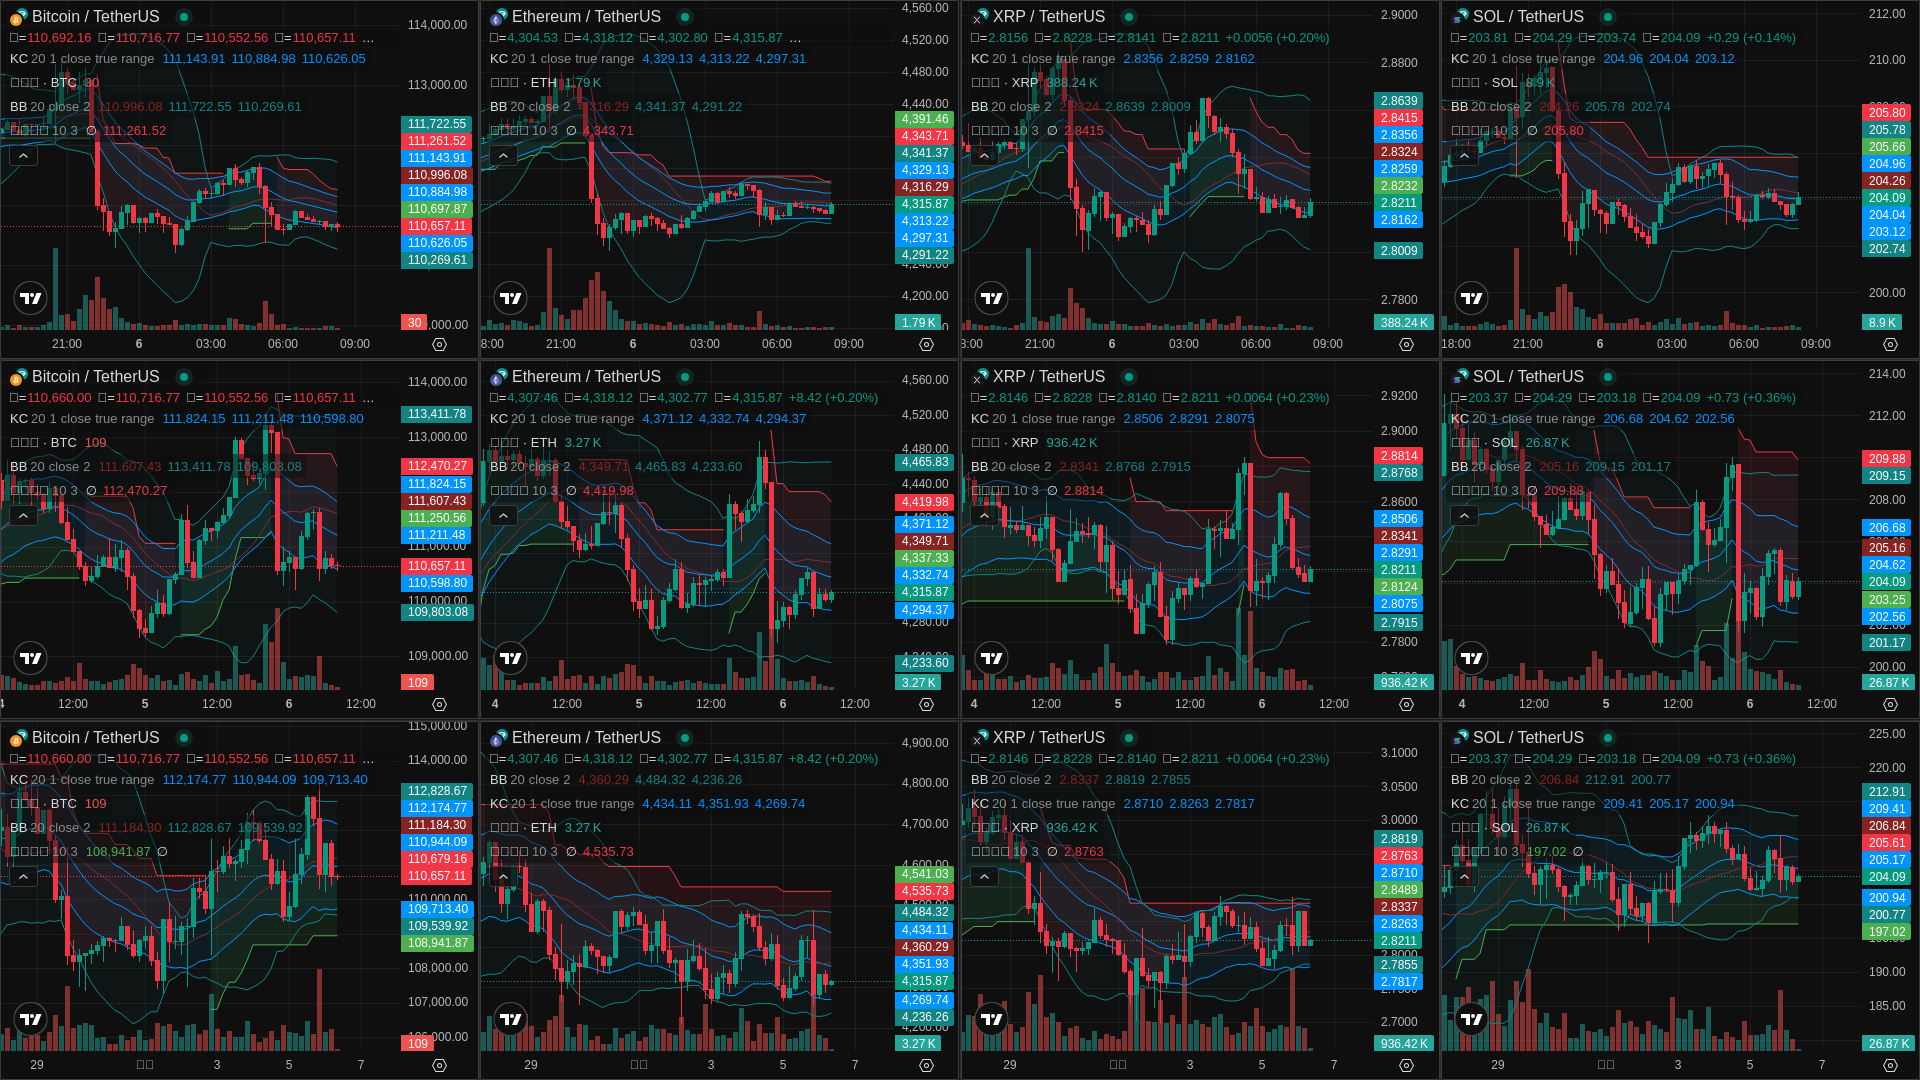 Bitcoin / TetherUS
□=110,692.16 □=110,716.77 □=110,552.56 □=110,657.11 …
KC 20 1 close true range 111,143.91 110,884.98 110,626.05
□□□ · BTC 30
BB 20 close 2 110,996.08 111,722.55 110,269.61
□□□□ 10 3 ∅ 111,261.52
114,000.00
113,000.00
111,722.55
111,261.52
111,143.91
110,996.08
110,884.98
110,697.87
110,657.11
110,626.05
110,269.61
30
21:00 6 03:00 06:00 09:00
Ethereum / TetherUS
□=4,304.53 □=4,318.12 □=4,302.80 □=4,315.87 …
KC 20 1 close true range 4,329.13 4,313.22 4,297.31
□□□ · ETH 1.79 K
BB 20 close 2 4,316.29 4,341.37 4,291.22
□□□□ 10 3 ∅ 4,343.71
4,560.00
4,520.00
4,480.00
4,440.00
4,391.46
4,343.71
4,341.37
4,329.13
4,316.29
4,315.87
4,313.22
4,297.31
4,291.22
4,240.00
4,200.00
1.79 K
21:00 6 03:00 06:00 09:00
XRP / TetherUS
□=2.8156 □=2.8228 □=2.8141 □=2.8211 +0.0056 (+0.20%)
KC 20 1 close true range 2.8356 2.8259 2.8162
□□□ · XRP 388.24 K
BB 20 close 2 2.8324 2.8639 2.8009
□□□□ 10 3 ∅ 2.8415
2.9000
2.8800
2.8639
2.8415
2.8356
2.8324
2.8259
2.8232
2.8211
2.8162
2.8009
2.7800
388.24 K
21:00 6 03:00 06:00 09:00
SOL / TetherUS
□=203.81 □=204.29 □=203.74 □=204.09 +0.29 (+0.14%)
KC 20 1 close true range 204.96 204.04 203.12
□□□ · SOL 8.9 K
BB 20 close 2 204.26 205.78 202.74
□□□□ 10 3 ∅ 205.80
212.00
210.00
205.80
205.78
205.66
204.96
204.26
204.09
204.04
203.12
202.74
200.00
8.9 K
18:00 21:00 6 03:00 06:00 09:00
Bitcoin / TetherUS
□=110,660.00 □=110,716.77 □=110,552.56 □=110,657.11 …
KC 20 1 close true range 111,824.15 111,211.48 110,598.80
□□□ · BTC 109
BB 20 close 2 111,607.43 113,411.78 109,803.08
□□□□ 10 3 ∅ 112,470.27
114,000.00
113,411.78
113,000.00
112,470.27
111,824.15
111,607.43
111,250.56
111,211.48
111,000.00
110,657.11
110,598.80
110,000.00
109,803.08
109,000.00
109
12:00 5 12:00 6 12:00
Ethereum / TetherUS
□=4,307.46 □=4,318.12 □=4,302.77 □=4,315.87 +8.42 (+0.20%)
KC 20 1 close true range 4,371.12 4,332.74 4,294.37
□□□ · ETH 3.27 K
BB 20 close 2 4,349.71 4,465.83 4,233.60
□□□□ 10 3 ∅ 4,419.98
4,560.00
4,520.00
4,480.00
4,465.83
4,440.00
4,419.98
4,371.12
4,349.71
4,337.33
4,332.74
4,315.87
4,294.37
4,280.00
4,233.60
3.27 K
4 12:00 5 12:00 6 12:00
XRP / TetherUS
□=2.8146 □=2.8228 □=2.8140 □=2.8211 +0.0064 (+0.23%)
KC 20 1 close true range 2.8506 2.8291 2.8075
□□□ · XRP 936.42 K
BB 20 close 2 2.8341 2.8768 2.7915
□□□□ 10 3 ∅ 2.8814
2.9200
2.9000
2.8814
2.8768
2.8600
2.8506
2.8341
2.8291
2.8211
2.8124
2.8075
2.7915
2.7800
936.42 K
4 12:00 5 12:00 6 12:00
SOL / TetherUS
□=203.37 □=204.29 □=203.18 □=204.09 +0.73 (+0.36%)
KC 20 1 close true range 206.68 204.62 202.56
□□□ · SOL 26.87 K
BB 20 close 2 205.16 209.15 201.17
□□□□ 10 3 ∅ 209.88
214.00
212.00
209.88
209.15
208.00
206.68
205.16
204.62
204.09
203.25
202.56
202.00
201.17
200.00
26.87 K
4 12:00 5 12:00 6 12:00
Bitcoin / TetherUS
□=110,660.00 □=110,716.77 □=110,552.56 □=110,657.11 …
KC 20 1 close true range 112,174.77 110,944.09 109,713.40
□□□ · BTC 109
BB 20 close 2 111,184.30 112,828.67 109,539.92
□□□□ 10 3 108,941.87 ∅
115,000.00
114,000.00
112,828.67
112,174.77
111,184.30
110,944.09
110,679.16
110,657.11
110,000.00
109,713.40
109,539.92
108,941.87
108,000.00
107,000.00
106,000.00
109
29 □□ 3 5 7
Ethereum / TetherUS
□=4,307.46 □=4,318.12 □=4,302.77 □=4,315.87 +8.42 (+0.20%)
BB 20 close 2 4,360.29 4,484.32 4,236.26
KC 20 1 close true range 4,434.11 4,351.93 4,269.74
□□□ · ETH 3.27 K
□□□□ 10 3 ∅ 4,535.73
4,900.00
4,800.00
4,700.00
4,600.00
4,541.03
4,535.73
4,484.32
4,434.11
4,360.29
4,351.93
4,315.87
4,269.74
4,236.26
4,200.00
3.27 K
29 □□ 3 5 7
XRP / TetherUS
□=2.8146 □=2.8228 □=2.8140 □=2.8211 +0.0064 (+0.23%)
BB 20 close 2 2.8337 2.8819 2.7855
KC 20 1 close true range 2.8710 2.8263 2.7817
□□□ · XRP 936.42 K
□□□□ 10 3 ∅ 2.8763
3.1000
3.0500
3.0000
2.8819
2.8763
2.8710
2.8489
2.8337
2.8263
2.8211
2.8000
2.7855
2.7817
2.7000
936.42 K
29 □□ 3 5 7
SOL / TetherUS
□=203.37 □=204.29 □=203.18 □=204.09 +0.73 (+0.36%)
BB 20 close 2 206.84 212.91 200.77
KC 20 1 close true range 209.41 205.17 200.94
□□□ · SOL 26.87 K
□□□□ 10 3 197.02 ∅
225.00
220.00
212.91
209.41
206.84
205.61
205.17
204.09
200.94
200.77
197.02
190.00
185.00
26.87 K
29 □□ 3 5 7